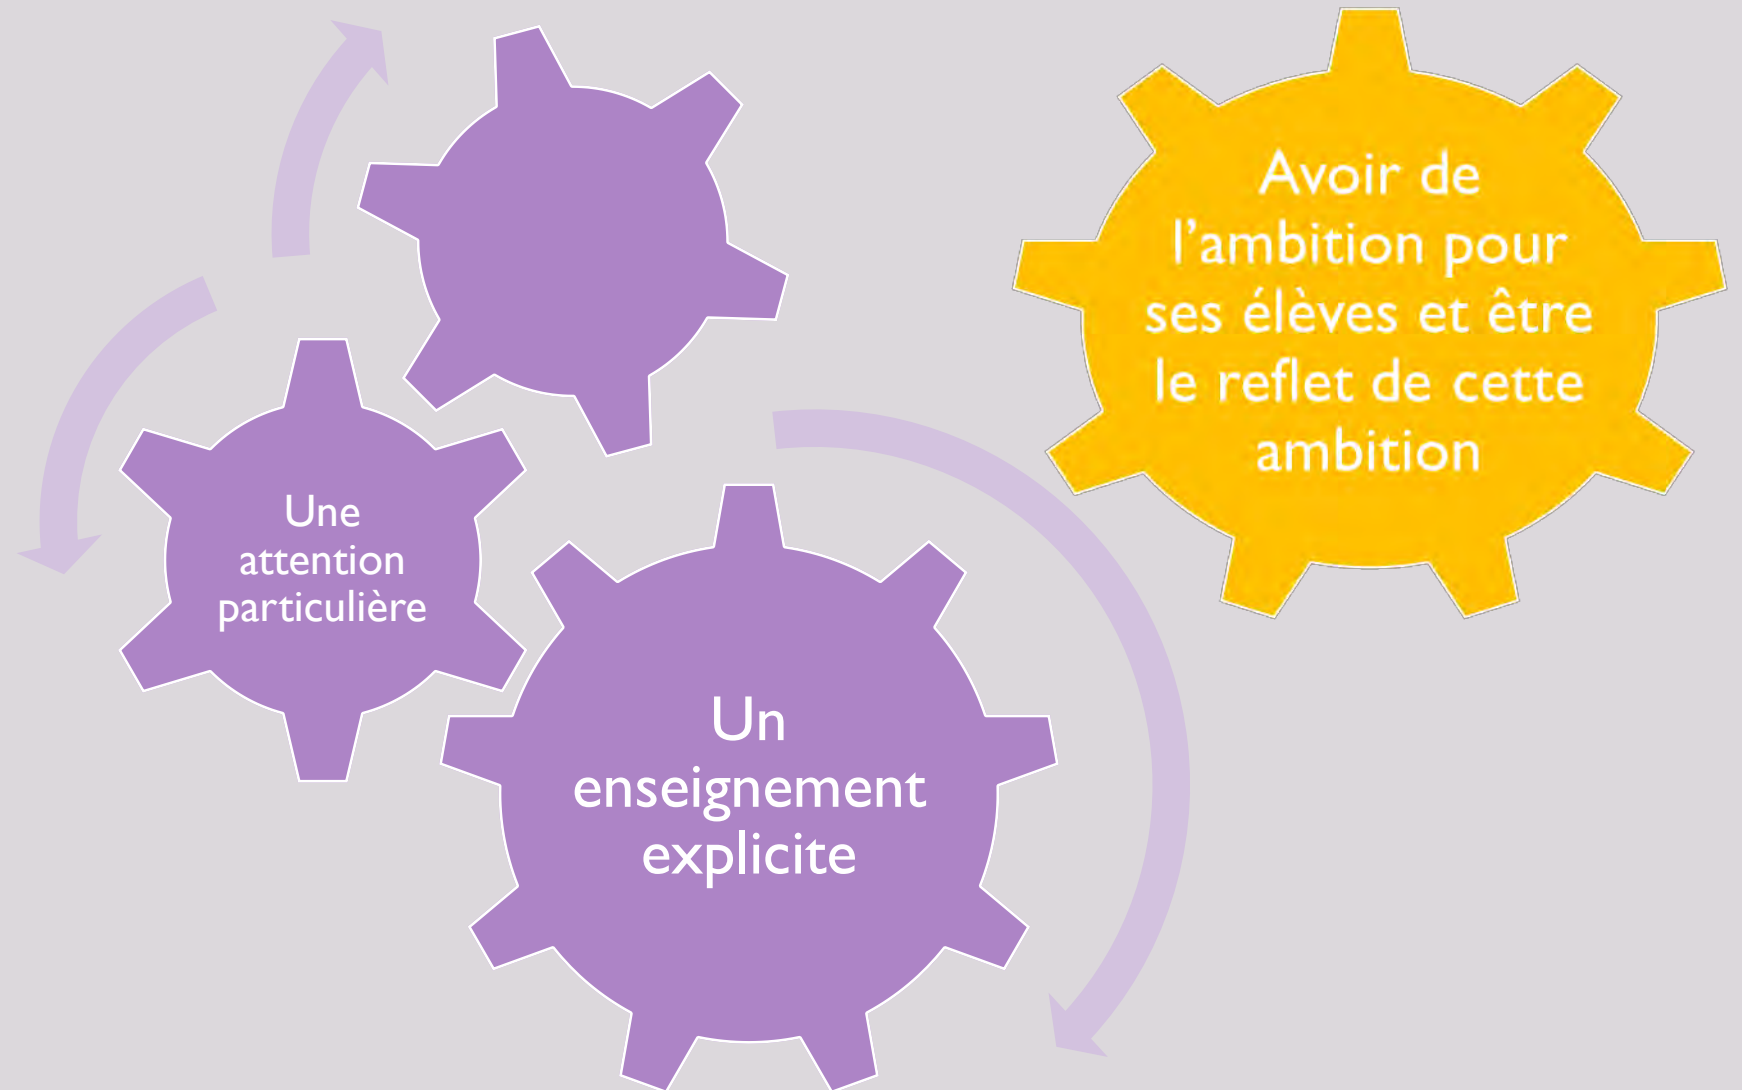 Avoir de
l’ambition pour
ses élèves et être
le reflet de cette
ambition
Une
attention
particulière
Un
enseignement
explicite